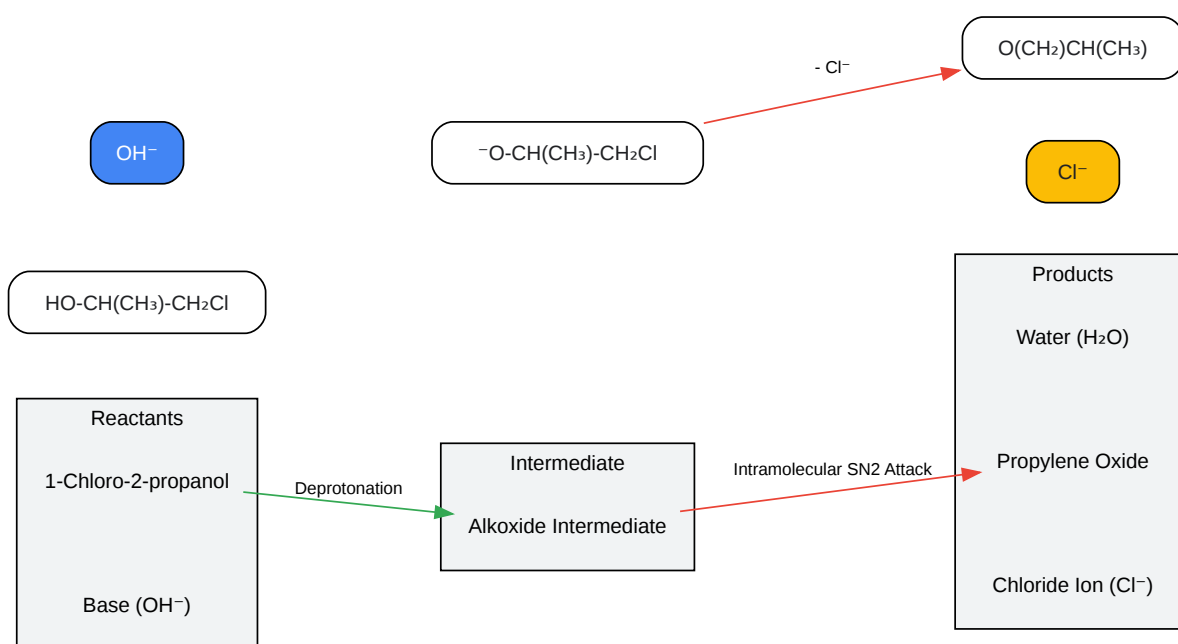 O(CH₂)CH(CH₃)
- Cl⁻
OH⁻
⁻O-CH(CH₃)-CH₂Cl
Cl⁻
HO-CH(CH₃)-CH₂Cl
Products
Water (H₂O)
Reactants
1-Chloro-2-propanol
Deprotonation
Intermediate
Alkoxide Intermediate
Intramolecular SN2 Attack
Propylene Oxide
Base (OH⁻)
Chloride Ion (Cl⁻)